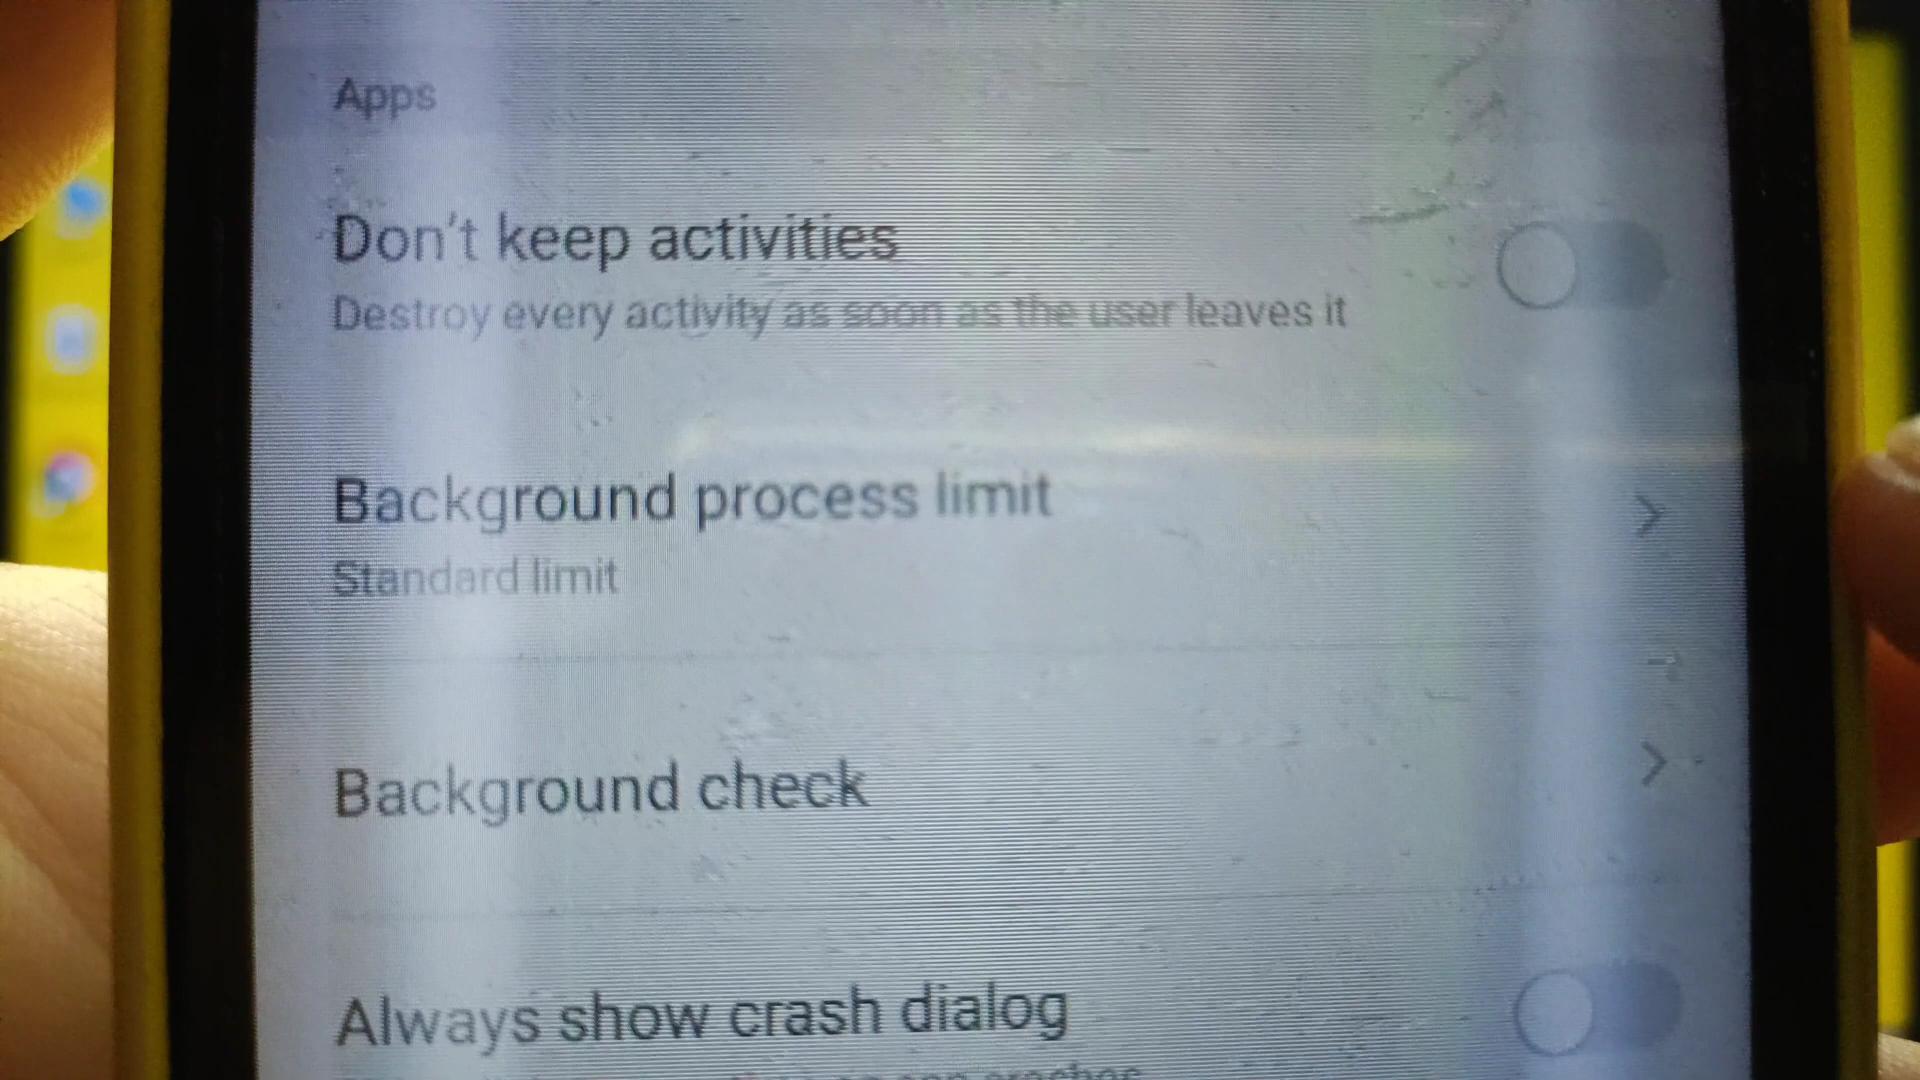 Apps
Don't keep activities
Destroy every activity as soon as the user leaves it
Background process limit
Standard limit
Background check
Always show crash dialog